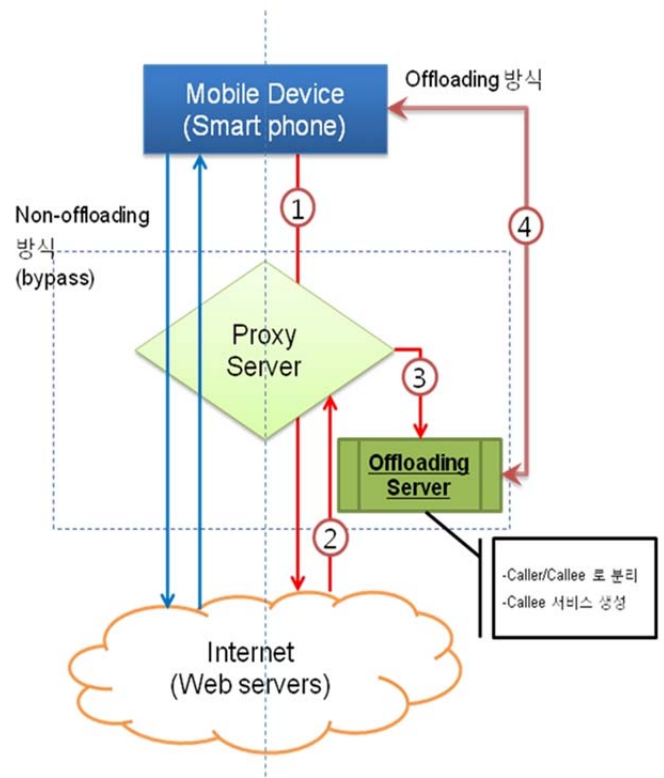 Offloading 방식
Mobile Device
(Smart phone)
1
Non-offloading
방식
(bypass)
4
Proxy
Server
3
Offloading
Server
2
-Caller/Callee 로 분리
-Callee 서비스 생성
Internet
(Web servers)